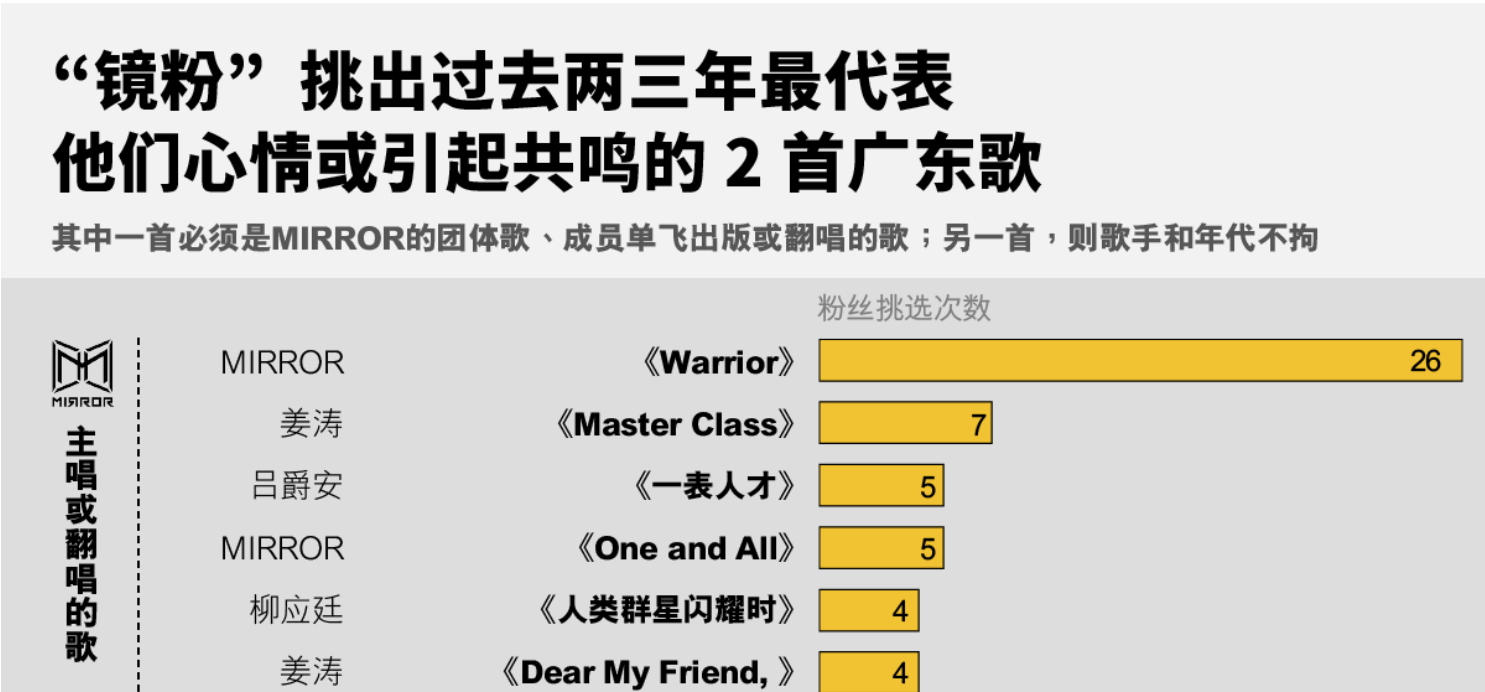 “镜粉”挑出过去两三年最代表
他们心情或引起共鸣的 2 首广东歌
其中一首必须是MIRROR的团体歌、成员单飞出版或翻唱的歌；另一首，则歌手和年代不拘
粉丝挑选次数
MIRROR
主唱或翻唱的歌
MIRROR 《Warrior》 26
姜涛 《Master Class》 7
吕爵安 《一表人才》 5
MIRROR 《One and All》 5
柳应廷 《人类群星闪耀时》 4
姜涛 《Dear My Friend, 》 4